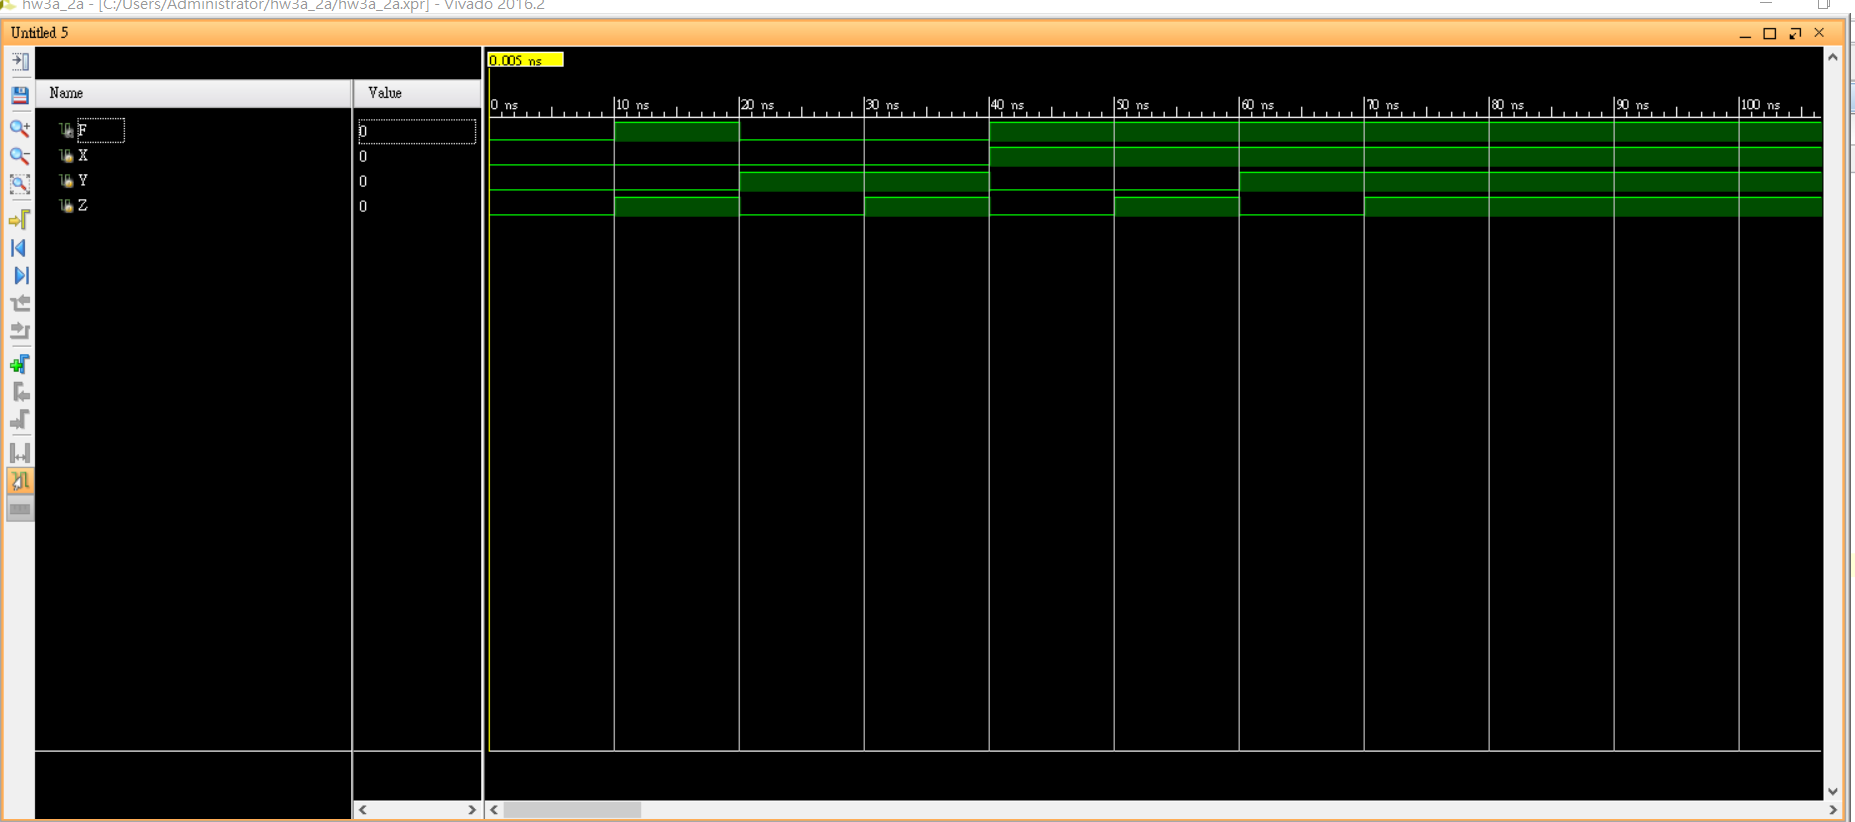 hw3a_2a - [C:/Users/Administrator/hw3a_2a/hw3a_2a.xpr] - Vivado 2016.2
Untitled 5
0.005 ns
Name Value
0 ns 10 ns 20 ns 30 ns 40 ns 50 ns 60 ns 70 ns 80 ns 90 ns 100 ns
F 0
X 0
Y 0
Z 0